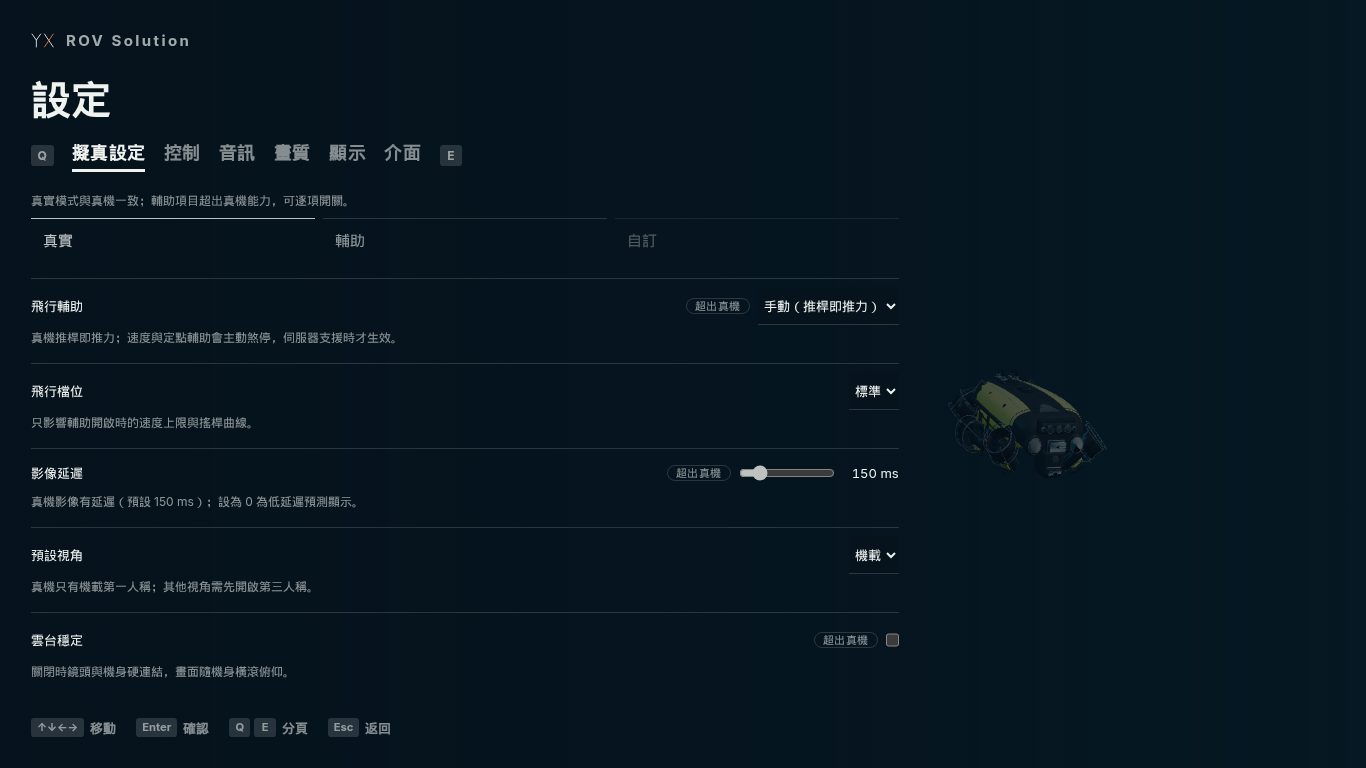 YX ROV Solution
設定
Q 擬真設定 控制 音訊 畫質 顯示 介面 E
真實模式與真機一致；輔助項目超出真機能力，可逐項開關。
真實 輔助 自訂
飛行輔助 超出真機 手動（推桿即推力）
真機推桿即推力；速度與定點輔助會主動煞停，伺服器支援時才生效。
飛行檔位 標準
只影響輔助開啟時的速度上限與搖桿曲線。
影像延遲 超出真機 150 ms
真機影像有延遲（預設 150 ms）；設為 0 為低延遲預測顯示。
預設視角 機載
真機只有機載第一人稱；其他視角需先開啟第三人稱。
雲台穩定 超出真機
關閉時鏡頭與機身硬連結，畫面隨機身橫滾俯仰。
↑↓←→ 移動 Enter 確認 Q E 分頁 Esc 返回